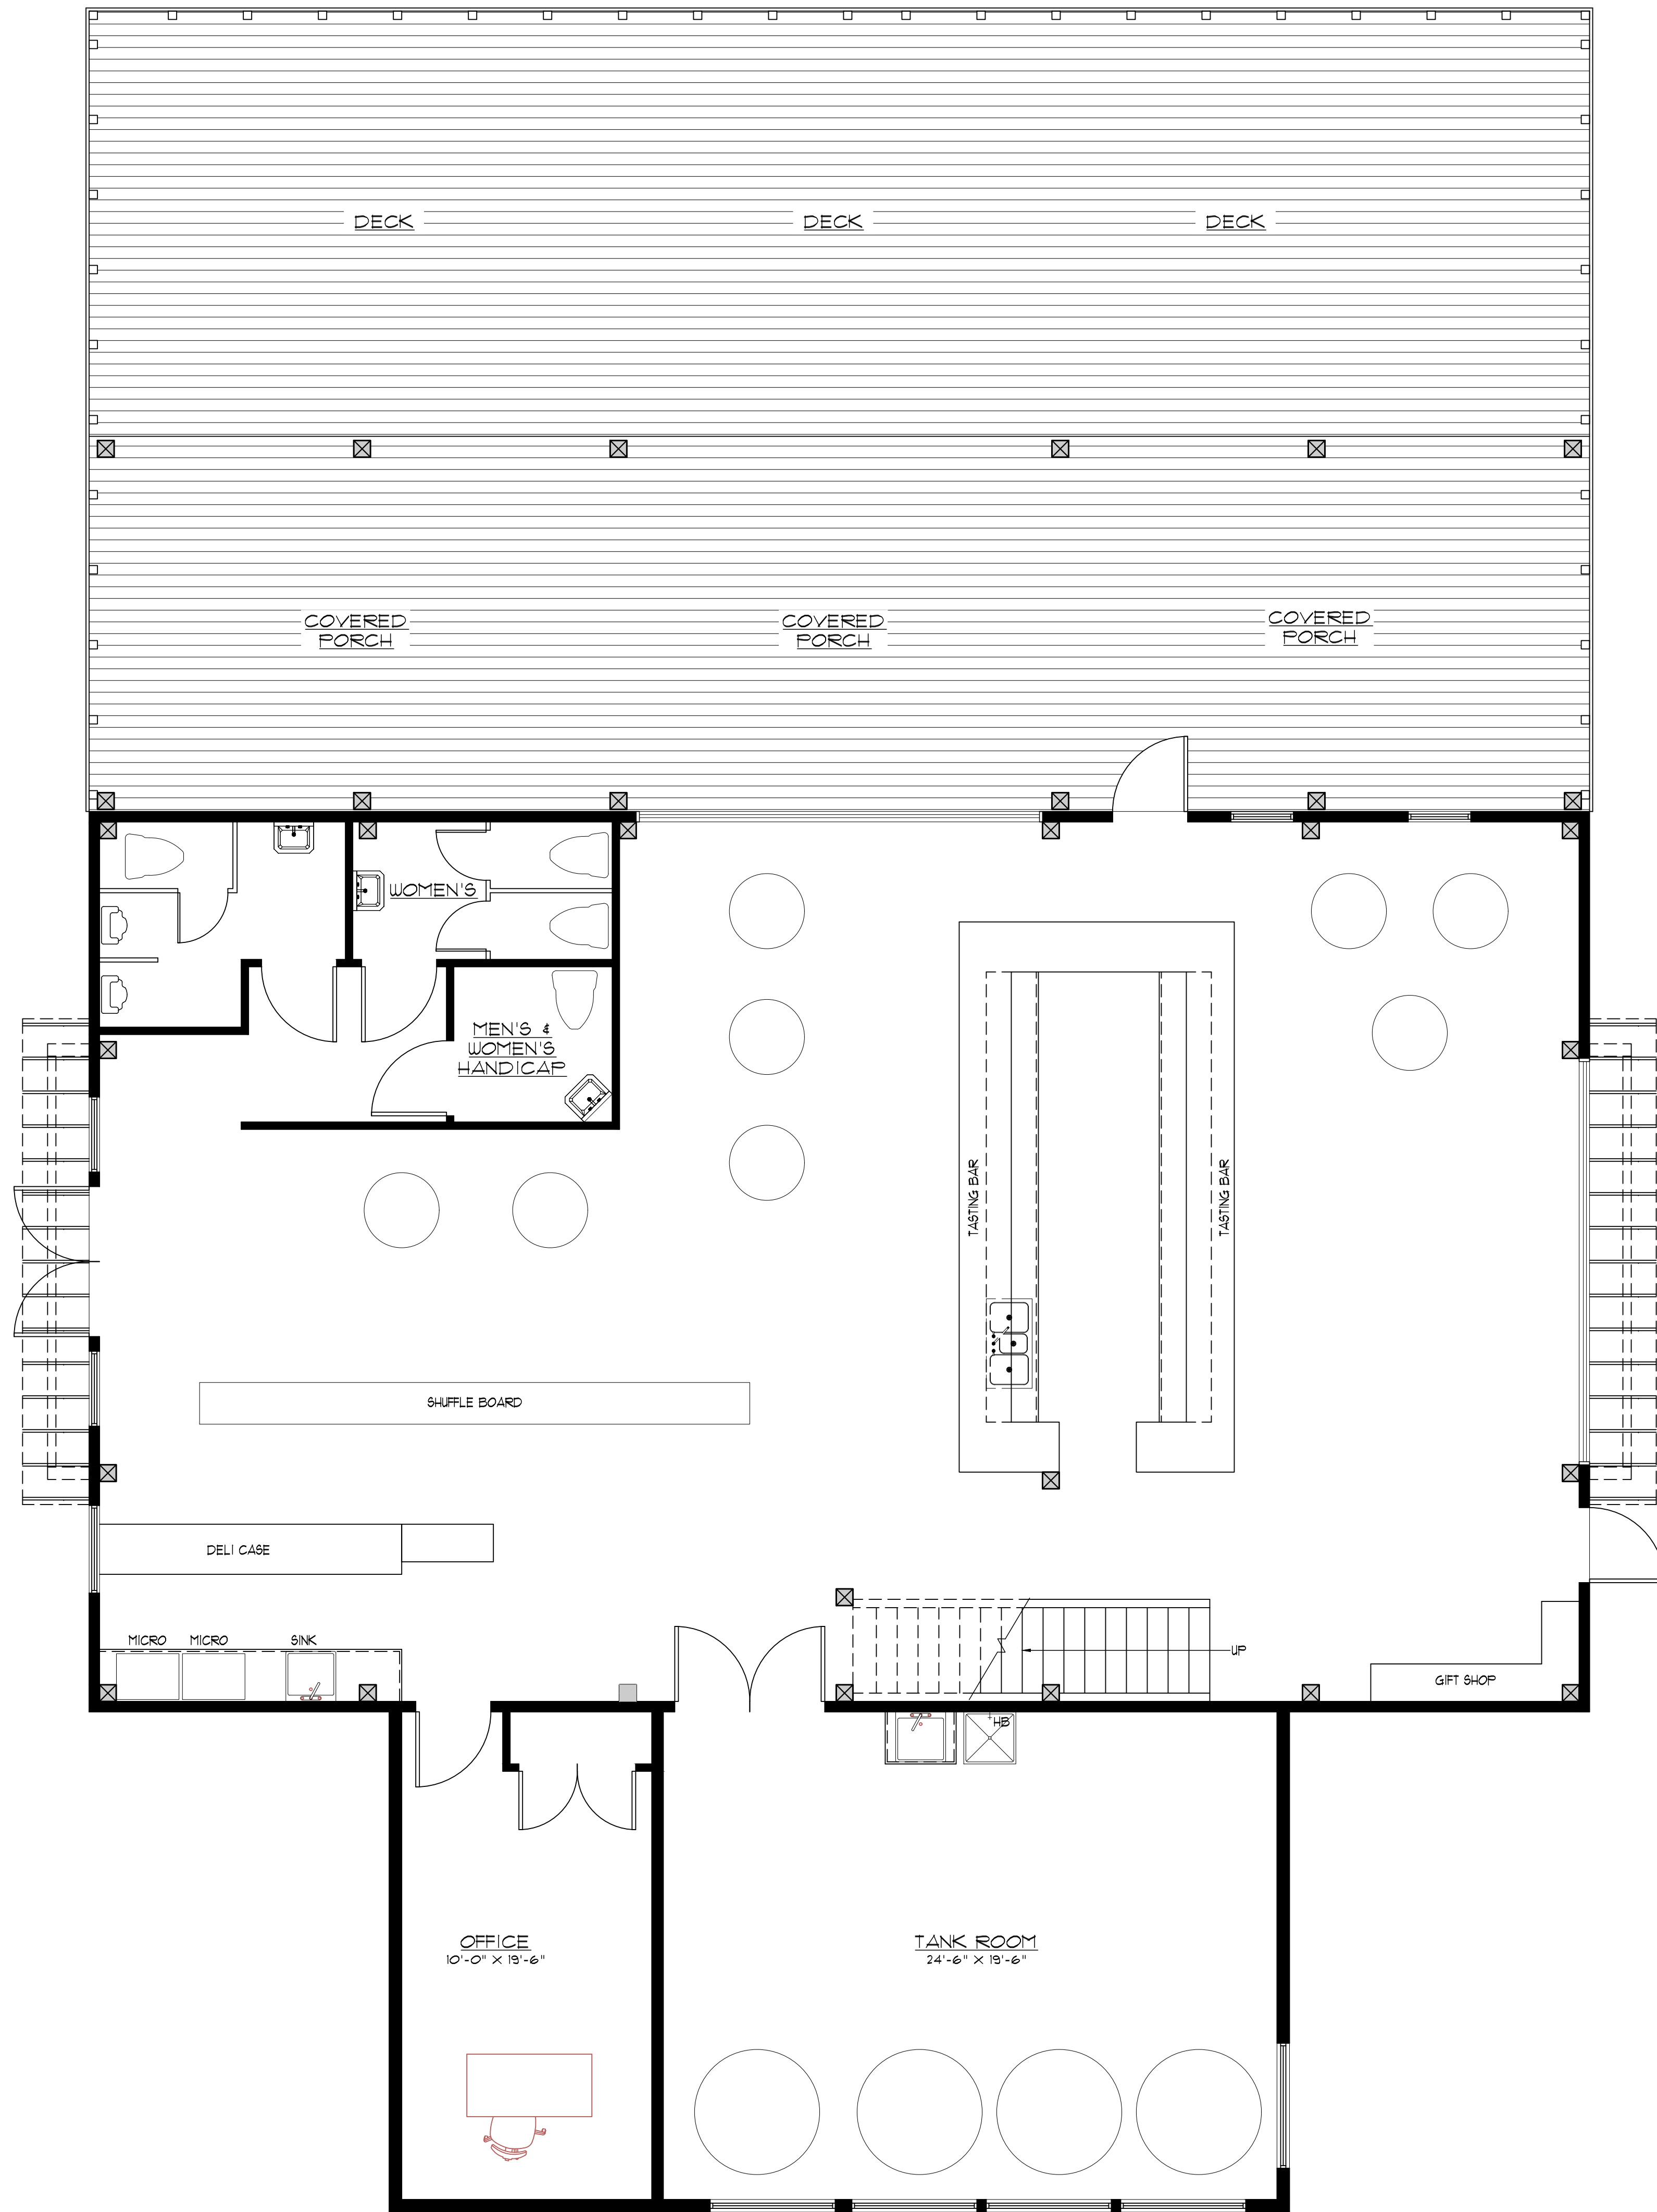 DECK
DECK
DECK
COVERED
PORCH
COVERED
PORCH
COVERED
PORCH
WOMEN'S
MEN'S &
WOMEN'S
HANDICAP
TASTING BAR
TASTING BAR
SHUFFLE BOARD
DELI CASE
MICRO
MICRO
SINK
UP
GIFT SHOP
HB
OFFICE
10'-0" X 19'-6"
TANK ROOM
24'-6" X 19'-6"